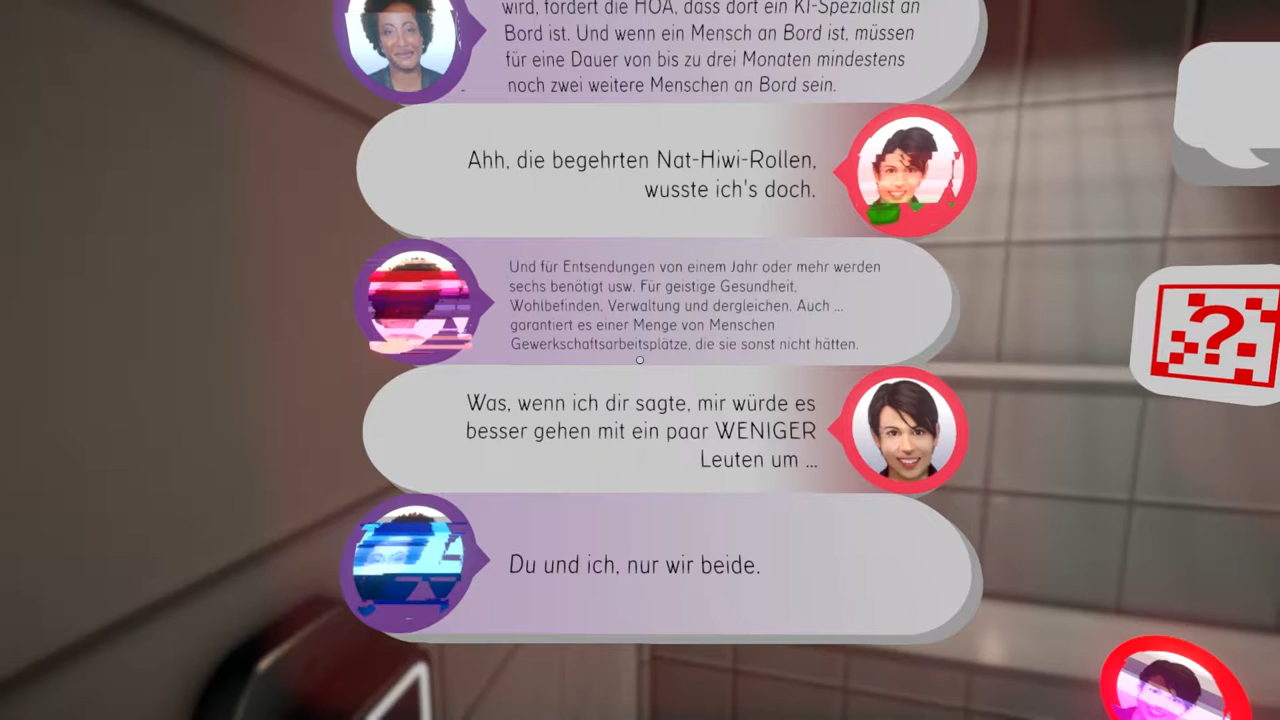 wird, fordert die HOA, dass dort ein KI-Spezialist an
Bord ist. Und wenn ein Mensch an Bord ist, müssen
für eine Dauer von bis zu drei Monaten mindestens
noch zwei weitere Menschen an Bord sein.
Ahh, die begehrten Nat-Hiwi-Rollen,
wusste ich's doch.
Und für Entsendungen von einem Jahr oder mehr werden
sechs benötigt usw. Für geistige Gesundheit,
Wohlbefinden, Verwaltung und dergleichen. Auch ...
garantiert es einer Menge von Menschen
Gewerkschaftsarbeitsplätze, die sie sonst nicht hätten.
Was, wenn ich dir sagte, mir würde es
besser gehen mit ein paar WENIGER
Leuten um ...
Du und ich, nur wir beide.
?